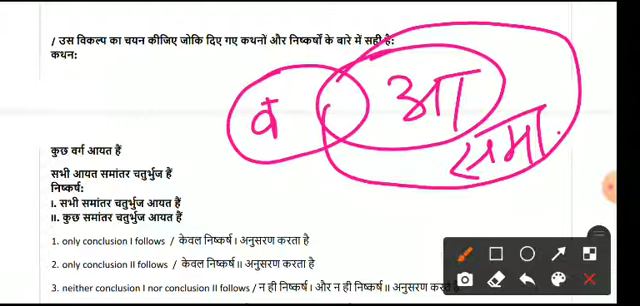 / उस विकल्प का चयन कीजिए जोकि दिए गए कथनों और निष्कर्षों के बारे में सही है:
कथन:
व
आ
समा.
कुछ वर्ग आयत हैं
सभी आयत समांतर चतुर्भुज हैं
निष्कर्ष:
I. सभी समांतर चतुर्भुज आयत हैं
II. कुछ समांतर चतुर्भुज आयत हैं
1. only conclusion I follows / केवल निष्कर्ष I अनुसरण करता है
2. only conclusion II follows / केवल निष्कर्ष II अनुसरण करता है
3. neither conclusion I nor conclusion II follows / न ही निष्कर्ष I और न ही निष्कर्ष II अनुसरण करते